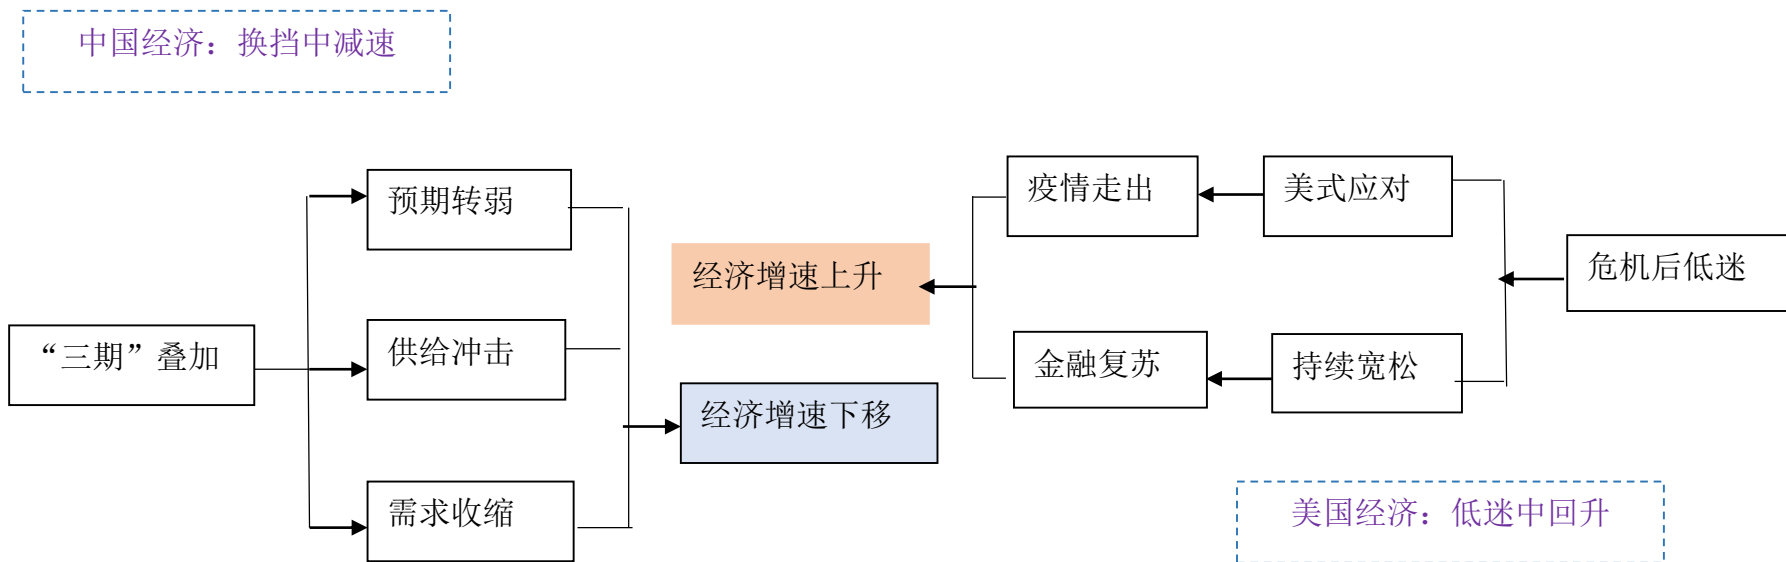 中国经济：换挡中减速
预期转弱
疫情走出
美式应对
经济增速上升
危机后低迷
“三期”叠加
供给冲击
金融复苏
持续宽松
经济增速下移
需求收缩
美国经济：低迷中回升